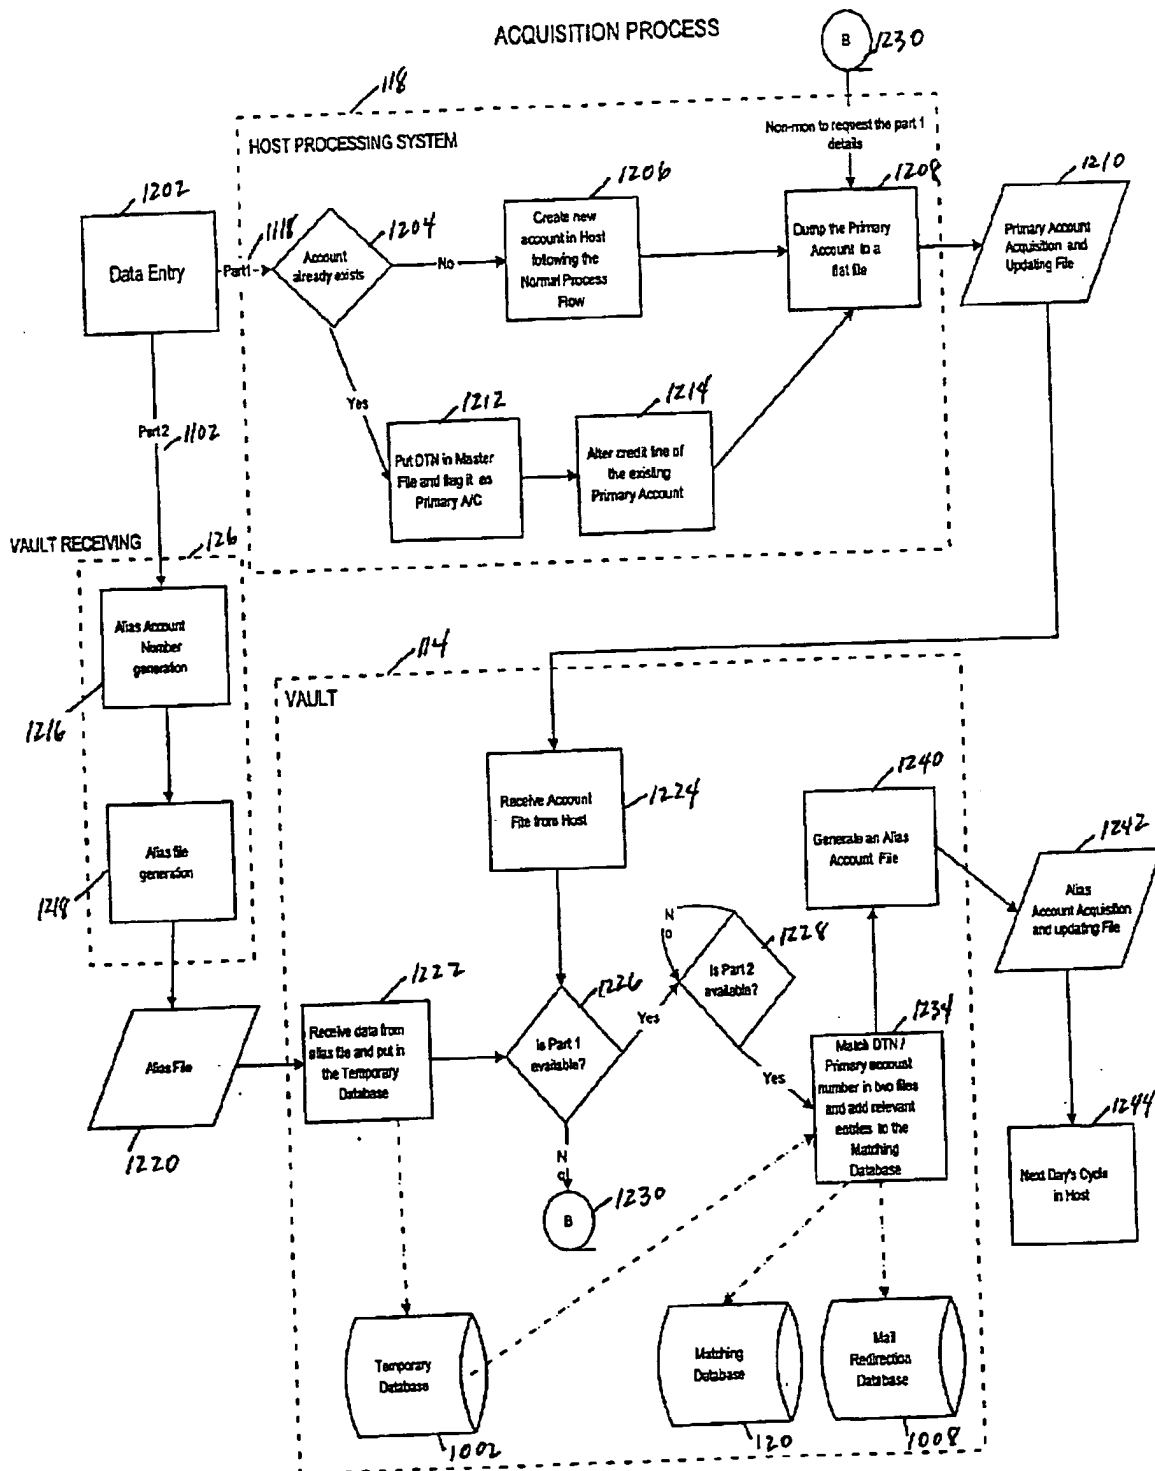 ACQUISITION PROCESS
B
1230
118
HOST PROCESSING SYSTEM
Non-mon to request the part 1
details
1202
Data Entry
1118
Part1
1204
Account
already exists
No
1206
Create new
account in Host
following the
Normal Process
Flow
1208
Dump the Primary
Account to a
flat file
1210
Primary Account
Acquisition and
Updating File
Yes
1212
Put DTN in Master
File and flag it as
Primary A/C
1214
Alter credit line of
the existing
Primary Account
Part2
1102
VAULT RECEIVING
126
Alias Account
Number
generation
1216
Alias file
generation
1218
Alias File
1220
114
VAULT
Receive Account
File from Host
1224
1240
Generate an Alias
Account File
1242
Alias
Account Acquisition
and updating File
1222
Receive data from
alias file and put in
the Temporary
Database
1226
Is Part 1
available?
Yes
N
o
1228
Is Part 2
available?
Yes
1234
Match DTN /
Primary account
number in two files
and add relevant
entries to the
Matching
Database
1244
Next Day's Cycle
in Host
N
o
B
1230
Temporary
Database
1002
Matching
Database
120
Mail
Redirection
Database
1008